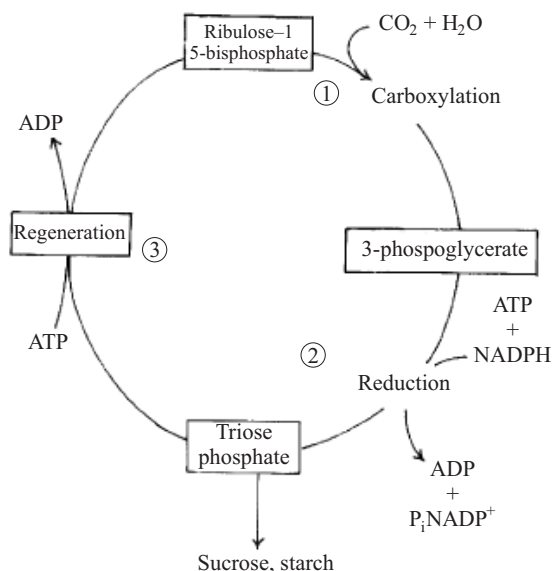 Ribulose–1
5-bisphosphate
CO₂ + H₂O
①
Carboxylation
ADP
Regeneration
③
3-phospoglycerate
ATP
ATP
+
NADPH
②
Reduction
Triose
phosphate
ADP
+
PᵢNADP⁺
Sucrose, starch